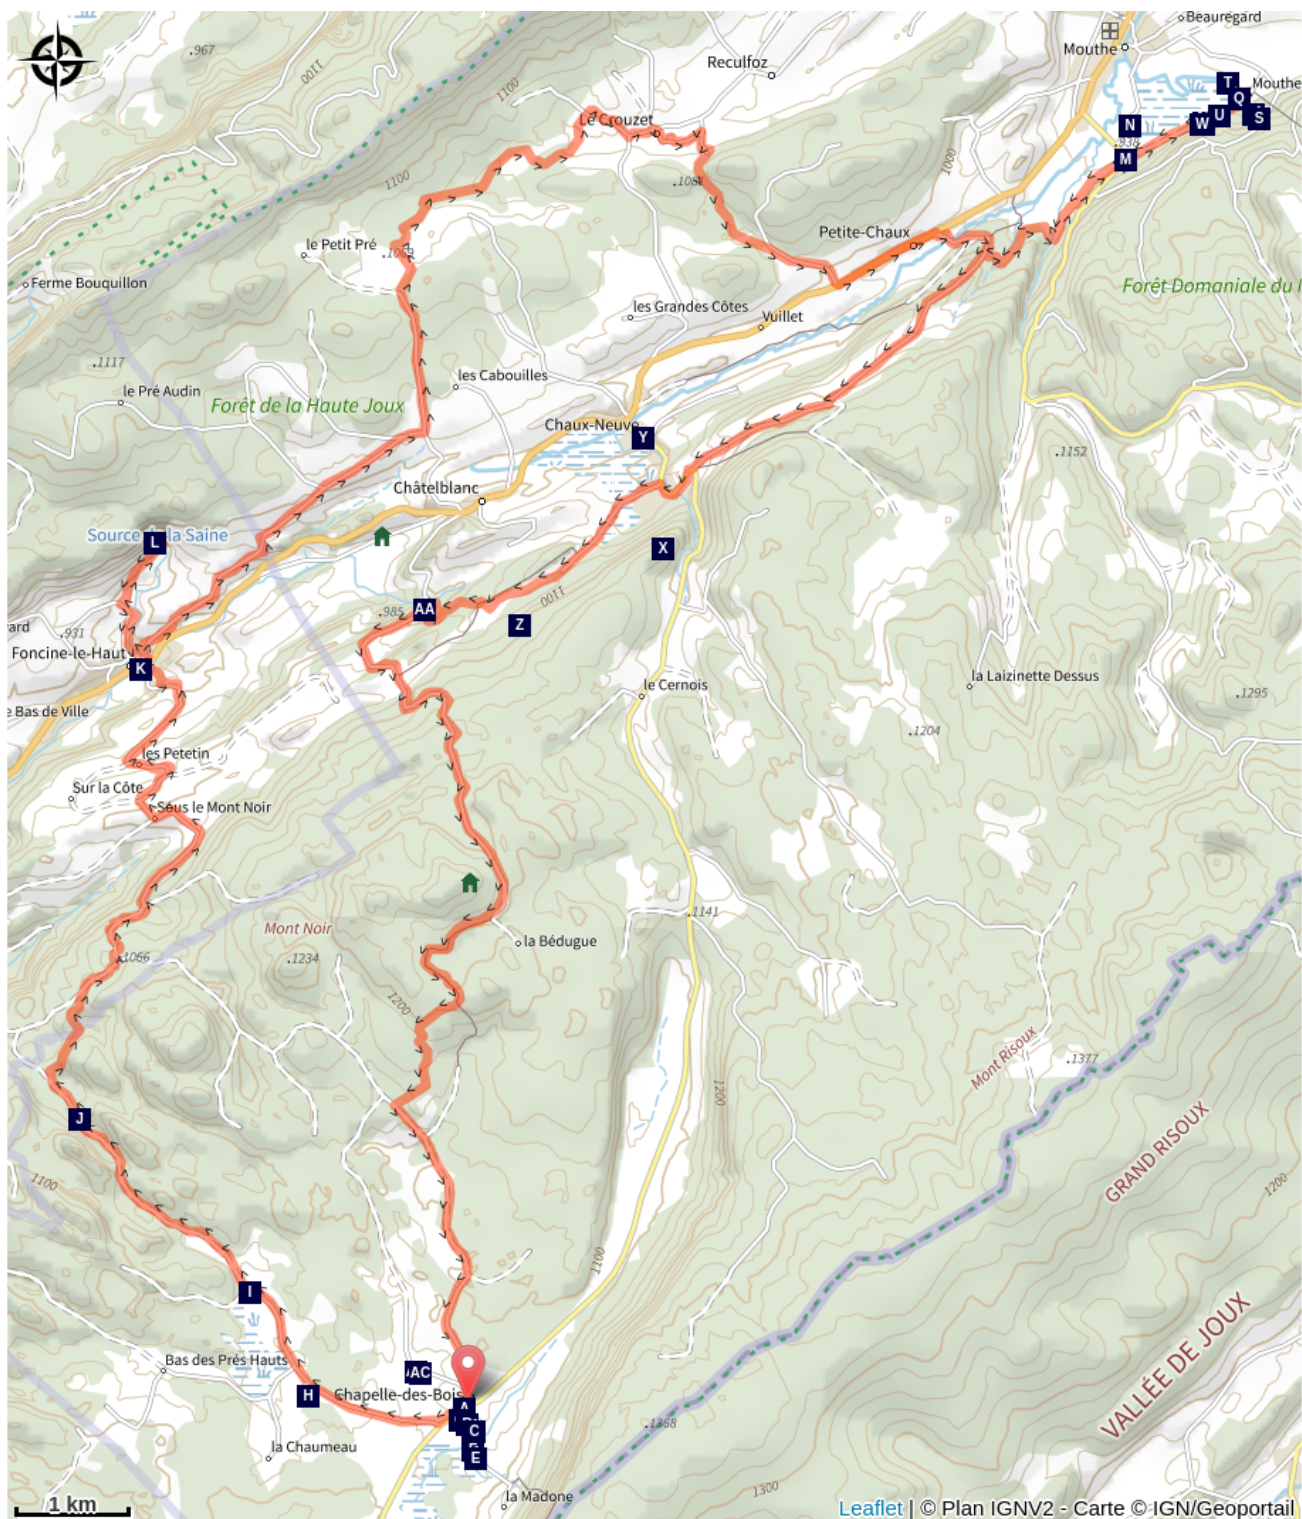 Beauregard
.967
Mouthe
Reculfoz
1100
1100
T
Mouthe
Q
Le Crouzet
U
S
W
N
938
M
1000
1100
Petite-Chaux
le Petit Pré
Ferme Bouquillon
Forêt Domaniale du
les Grandes Côtes
Vuillet
.1117
les Cabouilles
le Pré Audin
Forêt de la Haute Joux
Chaux-Neuve
Y
.1152
Châtelblanc
Source de la Saine
L
X
1100
.985
AA
Z
.931
Foncine-le-Haut
K
la Laizinette Dessus
le Cernois
.1295
e Bas de Ville
.1204
les Petetin
Sur la Côte
Sous le Mont Noir
Mont Noir
.1141
la Bédugue
1066
.1234
1200
Mont Risoux
.1377
1200
J
GRAND RISOUX
1100
1200
1100
I
VALLÉE DE JOUX
Bas des Prés Hauts
AC
H
Chapelle-des-Bois
A
C
.1368
la Chaumeau
E
la Madone
1300
1 km
Leaflet | © Plan IGNV2 - Carte © IGN/Geoportail